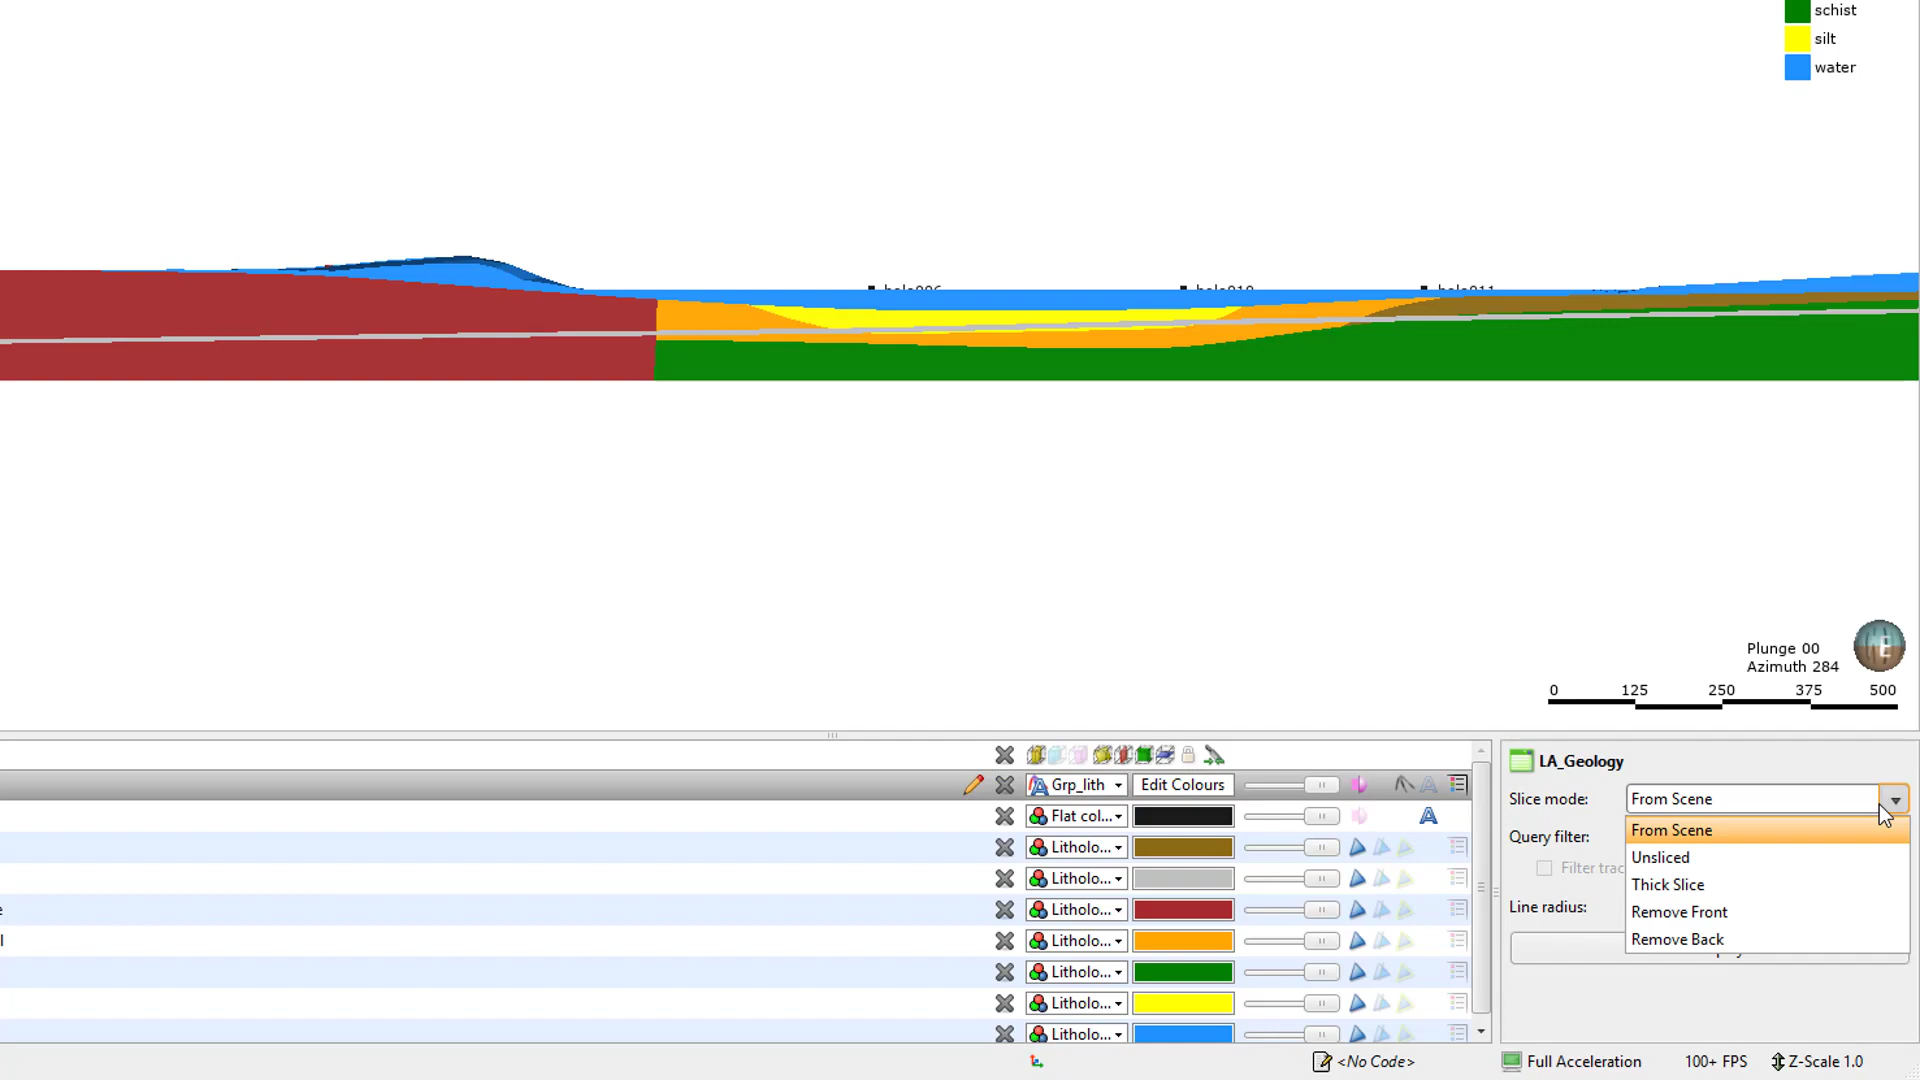 schist
silt
water
Plunge 00
Azimuth 284
0 125 250 375 500
Grp_lith Edit Colours
Flat col...
Litholo...
Litholo...
Litholo...
Litholo...
Litholo...
Litholo...
Litholo...
LA_Geology
Slice mode: From Scene
From Scene
Query filter:
Unsliced
Filter trac
Thick Slice
Line radius:
Remove Front
Remove Back
<No Code> Full Acceleration 100+ FPS Z-Scale 1.0